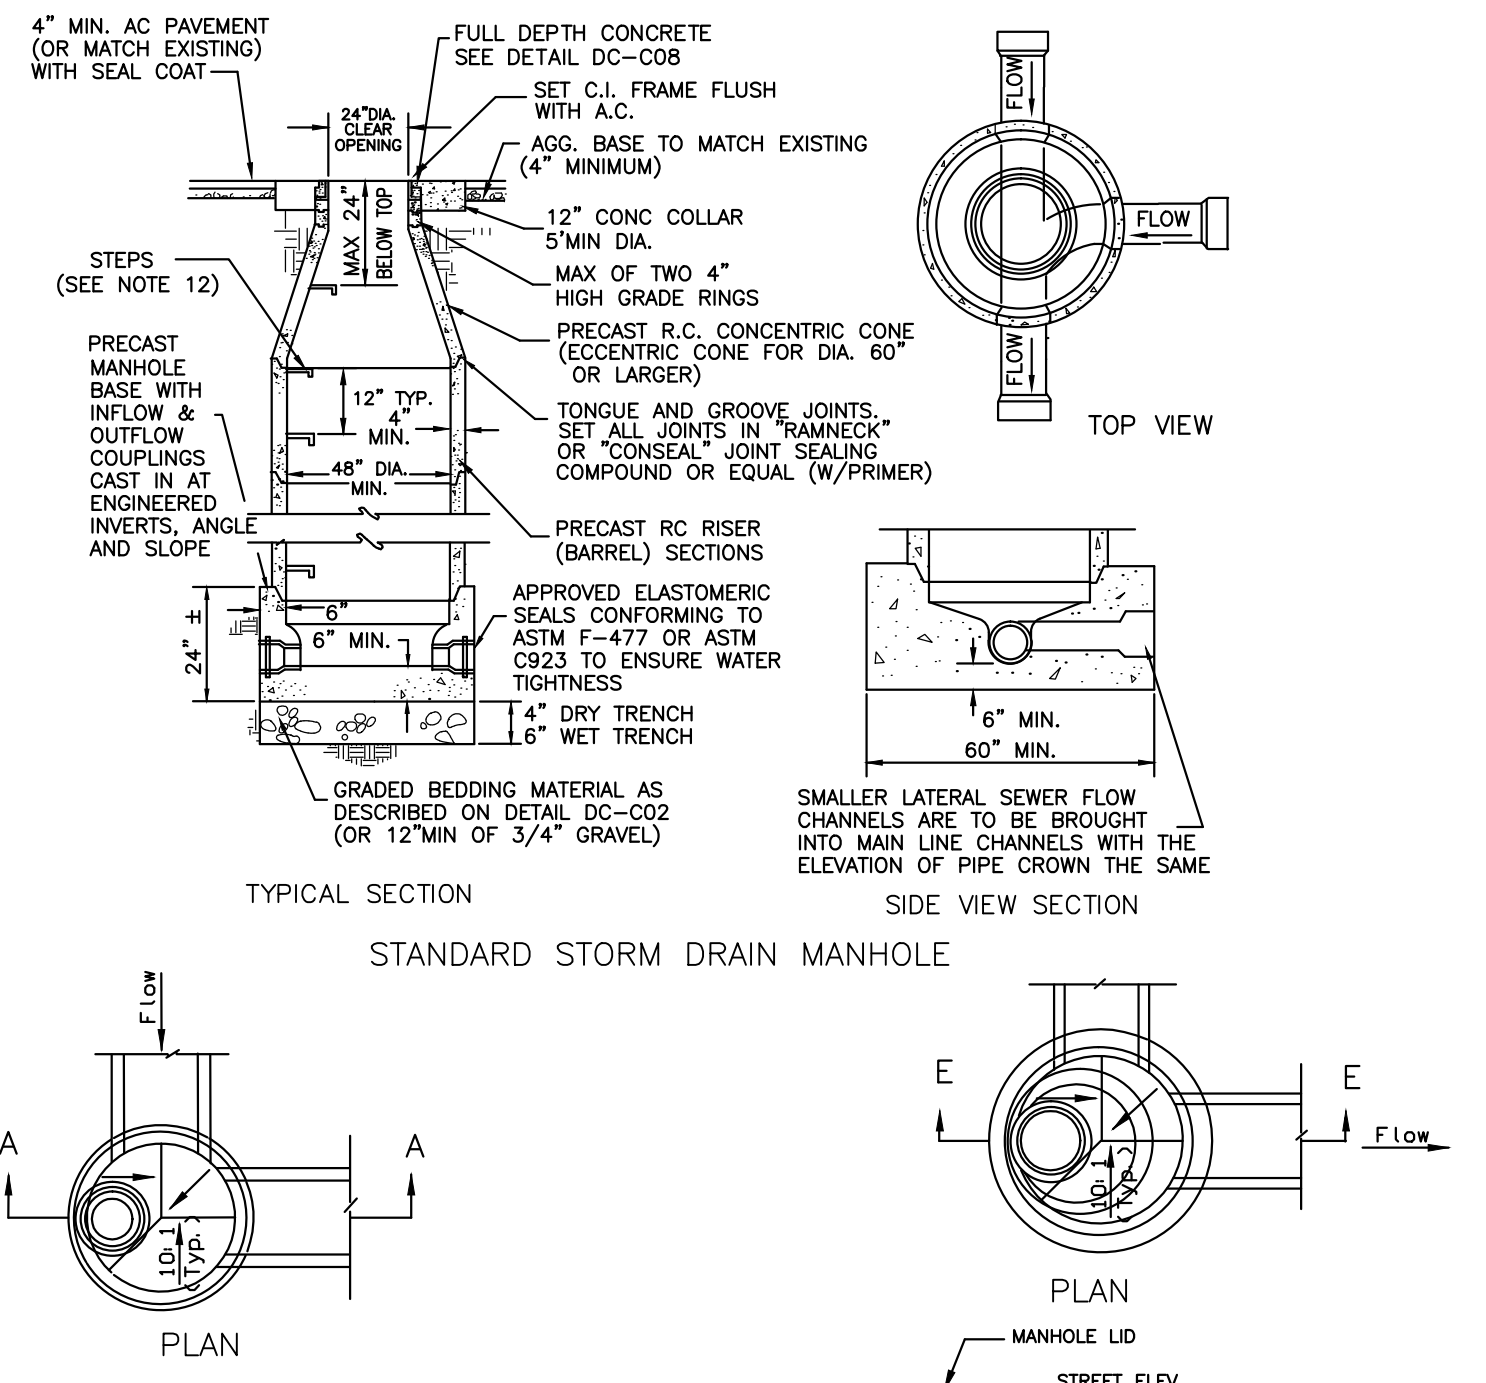 4" MIN. AC PAVEMENT
(OR MATCH EXISTING)
WITH SEAL COAT
24"DIA.
CLEAR
OPENING
FULL DEPTH CONCRETE
SEE DETAIL DC-C08
SET C.I. FRAME FLUSH
WITH A.C.
AGG. BASE TO MATCH EXISTING
(4" MINIMUM)
12" CONC COLLAR
5'MIN DIA.
MAX OF TWO 4"
HIGH GRADE RINGS
PRECAST R.C. CONCENTRIC CONE
(ECCENTRIC CONE FOR DIA. 60"
OR LARGER)
TONGUE AND GROOVE JOINTS.
SET ALL JOINTS IN "RAMNECK"
OR "CONSEAL" JOINT SEALING
COMPOUND OR EQUAL (W/PRIMER)
PRECAST RC RISER
(BARREL) SECTIONS
APPROVED ELASTOMERIC
SEALS CONFORMING TO
ASTM F-477 OR ASTM
C923 TO ENSURE WATER
TIGHTNESS
4" DRY TRENCH
6" WET TRENCH
MAX 24"
BELOW TOP
STEPS
(SEE NOTE 12)
PRECAST
MANHOLE
BASE WITH
INFLOW &
OUTFLOW
COUPLINGS
CAST IN AT
ENGINEERED
INVERTS, ANGLE
AND SLOPE
12" TYP.
4"
MIN.
48" DIA.
MIN.
6"
6" MIN.
24" ±
GRADED BEDDING MATERIAL AS
DESCRIBED ON DETAIL DC-C02
(OR 12"MIN OF 3/4" GRAVEL)
TYPICAL SECTION
FLOW
FLOW
FLOW
TOP VIEW
6" MIN.
60" MIN.
SMALLER LATERAL SEWER FLOW
CHANNELS ARE TO BE BROUGHT
INTO MAIN LINE CHANNELS WITH THE
ELEVATION OF PIPE CROWN THE SAME
SIDE VIEW SECTION
STANDARD STORM DRAIN MANHOLE
Flow
A
A
10: 1
(Typ.)
PLAN
E
E
Flow
10: 1
(Typ.)
PLAN
MANHOLE LID
STREET ELEV